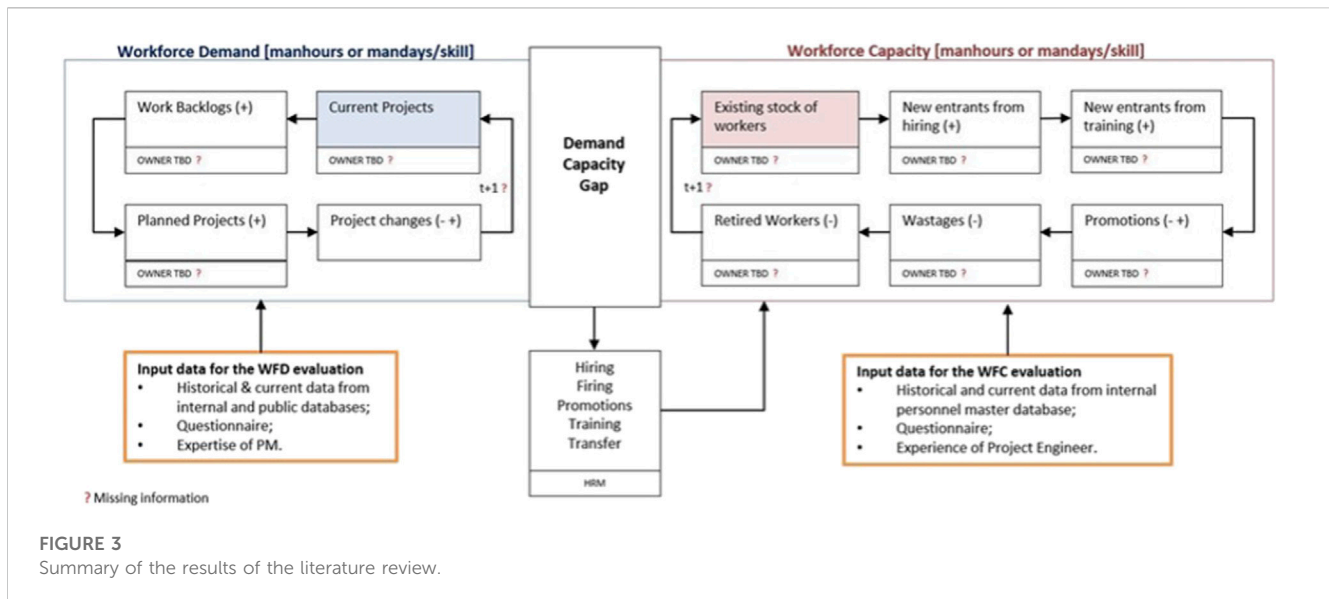 Workforce Demand [manhours or mandays/skill]
Work Backlogs (+)
OWNER TBD ?
Current Projects
OWNER TBD ?
t+1 ?
Planned Projects (+)
OWNER TBD ?
Project changes (- +)
Demand
Capacity
Gap
Workforce Capacity [manhours or mandays/skill]
Existing stock of
workers
OWNER TBD ?
New entrants from
hiring (+)
OWNER TBD ?
New entrants from
training (+)
OWNER TBD ?
t+1 ?
Retired Workers (-)
OWNER TBD ?
Wastages (-)
OWNER TBD ?
Promotions (- +)
OWNER TBD ?
Input data for the WFD evaluation
• Historical & current data from
internal and public databases;
• Questionnaire;
• Expertise of PM.
Hiring
Firing
Promotions
Training
Transfer
HRM
Input data for the WFC evaluation
• Historical and current data from internal
personnel master database;
• Questionnaire;
• Experience of Project Engineer.
? Missing information
FIGURE 3
Summary of the results of the literature review.